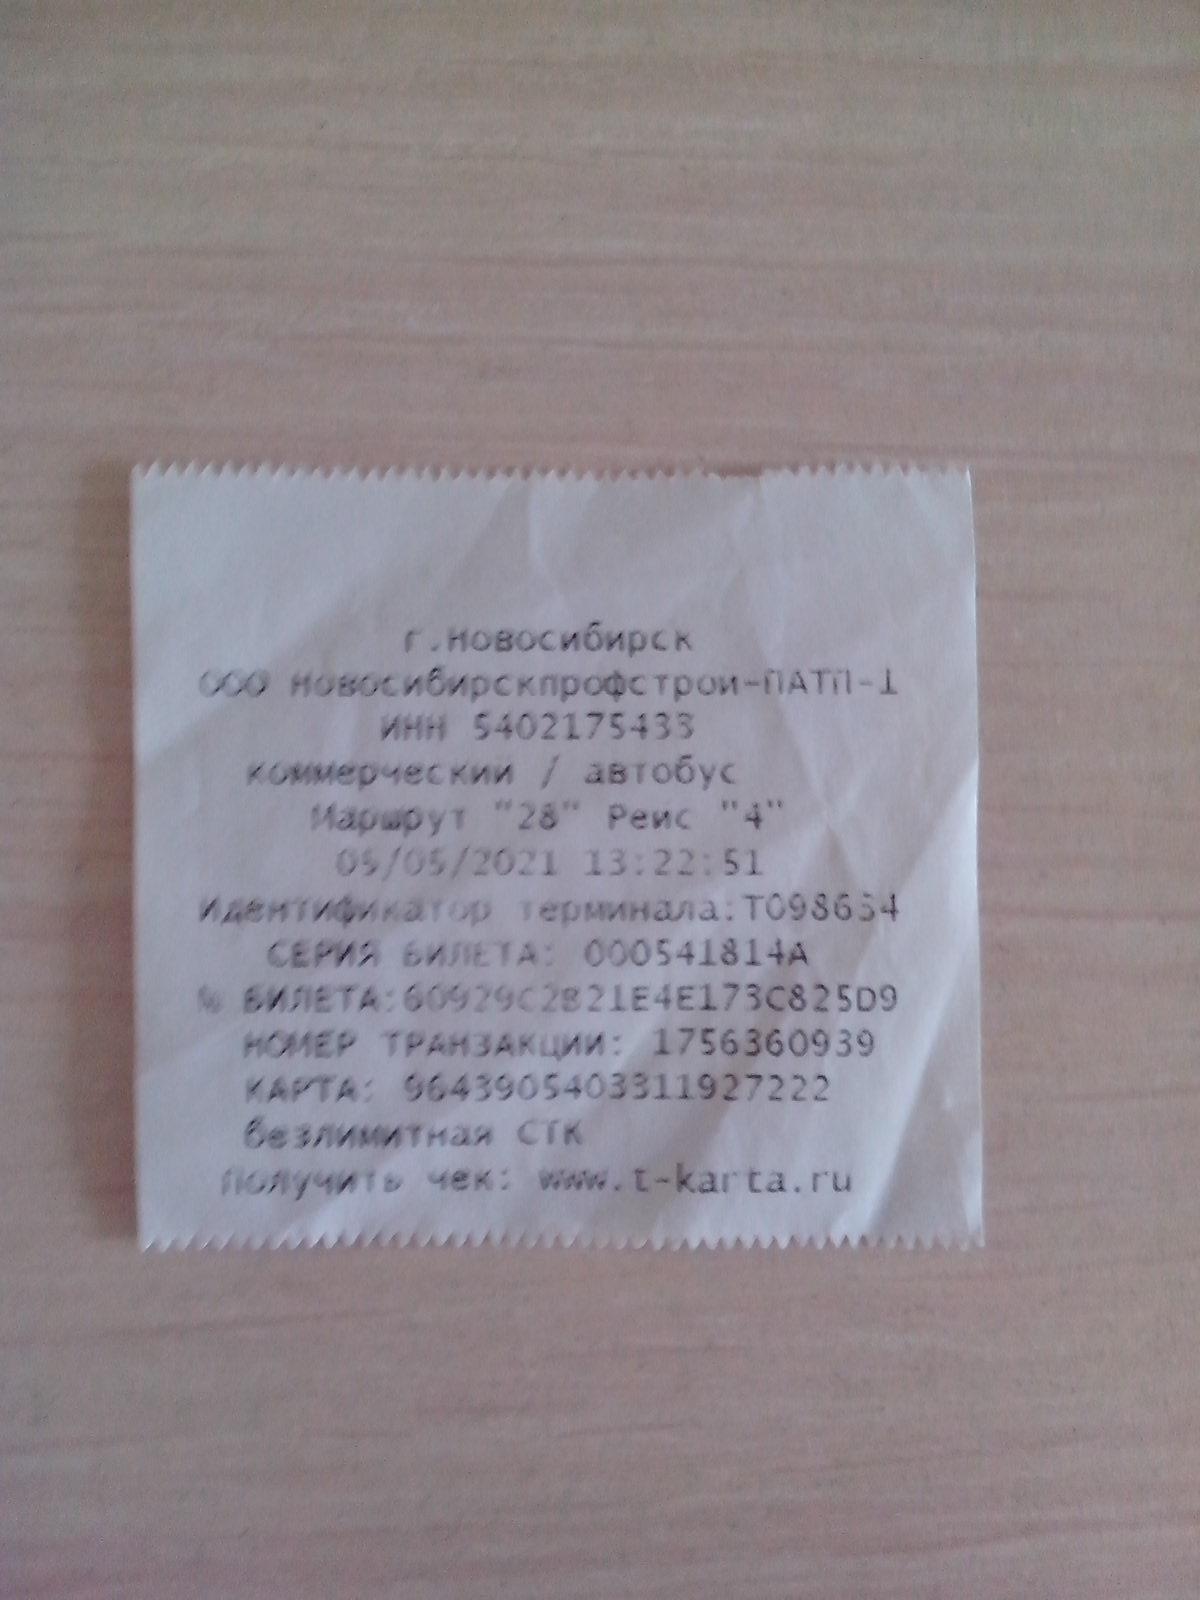 г.Новосибирск
ООО Новосибирскпрофстрой-ПАТП-1
ИНН 5402175433
коммерческий / автобус
Маршрут "28" Рейс "4"
05/05/2021 13:22:51
Идентификатор терминала:T098654
СЕРИЯ БИЛЕТА: 000541814A
№ БИЛЕТА:60929C2B21E4E173C825D9
НОМЕР ТРАНЗАКЦИИ: 1756360939
КАРТА: 9643905403311927222
безлимитная СТК
Получить чек: www.t-karta.ru